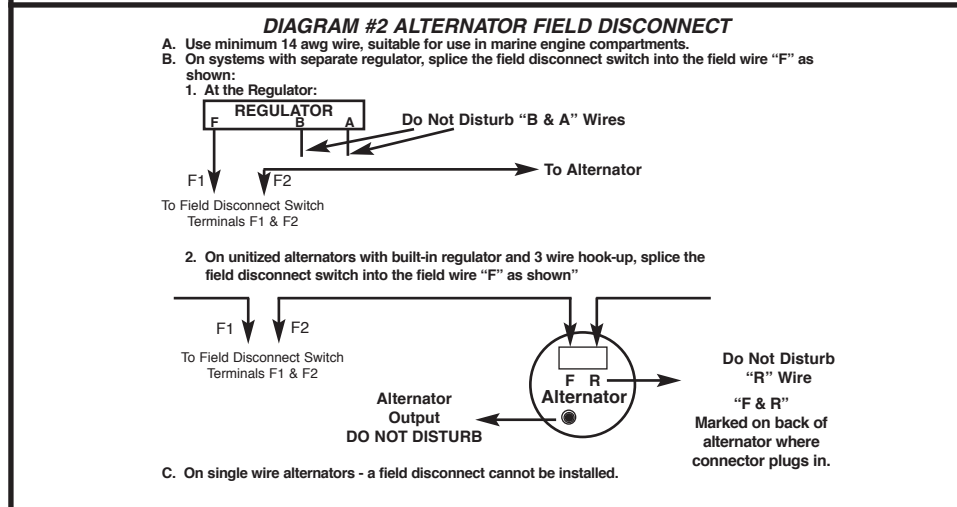 DIAGRAM #2 ALTERNATOR FIELD DISCONNECT
A. Use minimum 14 awg wire, suitable for use in marine engine compartments.
B. On systems with separate regulator, splice the field disconnect switch into the field wire “F” as
shown:
1. At the Regulator:
REGULATOR
F B A
Do Not Disturb “B & A” Wires
To Alternator
F1 F2
To Field Disconnect Switch
Terminals F1 & F2
2. On unitized alternators with built-in regulator and 3 wire hook-up, splice the
field disconnect switch into the field wire “F” as shown”
F1 F2
To Field Disconnect Switch
Terminals F1 & F2
F R
Alternator
Alternator
Output
DO NOT DISTURB
Do Not Disturb
“R” Wire
“F & R”
Marked on back of
alternator where
connector plugs in.
C. On single wire alternators - a field disconnect cannot be installed.